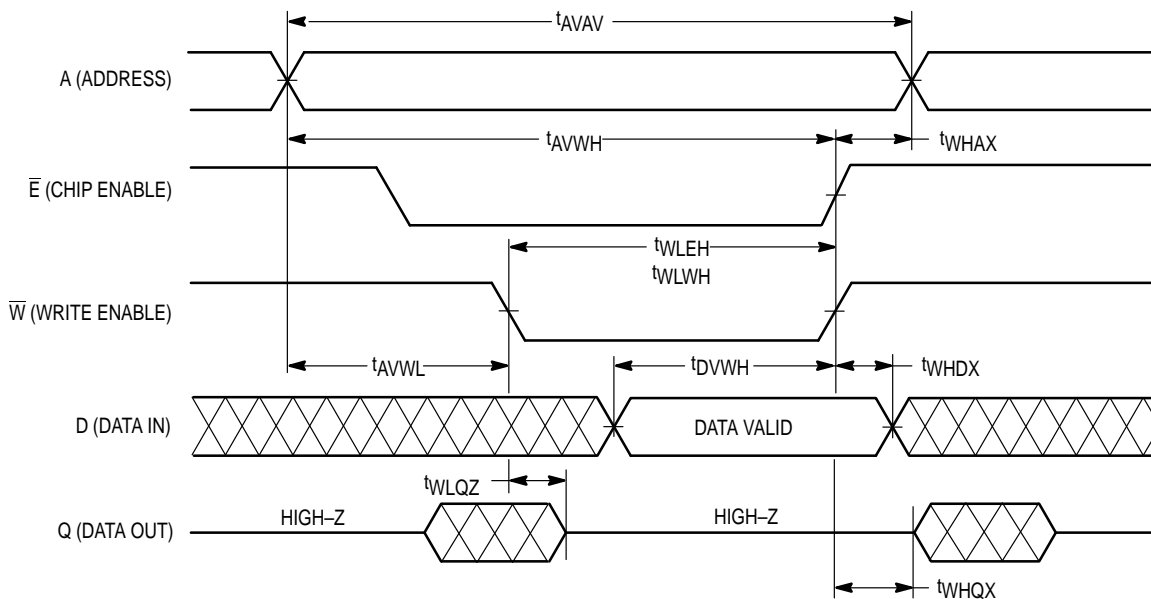 tAVAV
A (ADDRESS)
tAVWH
tWHAX
E̅ (CHIP ENABLE)
tWLEH
tWLWH
W̅ (WRITE ENABLE)
tAVWL
tDVWH
tWHDX
D (DATA IN)
DATA VALID
tWLQZ
HIGH–Z
HIGH–Z
Q (DATA OUT)
tWHQX